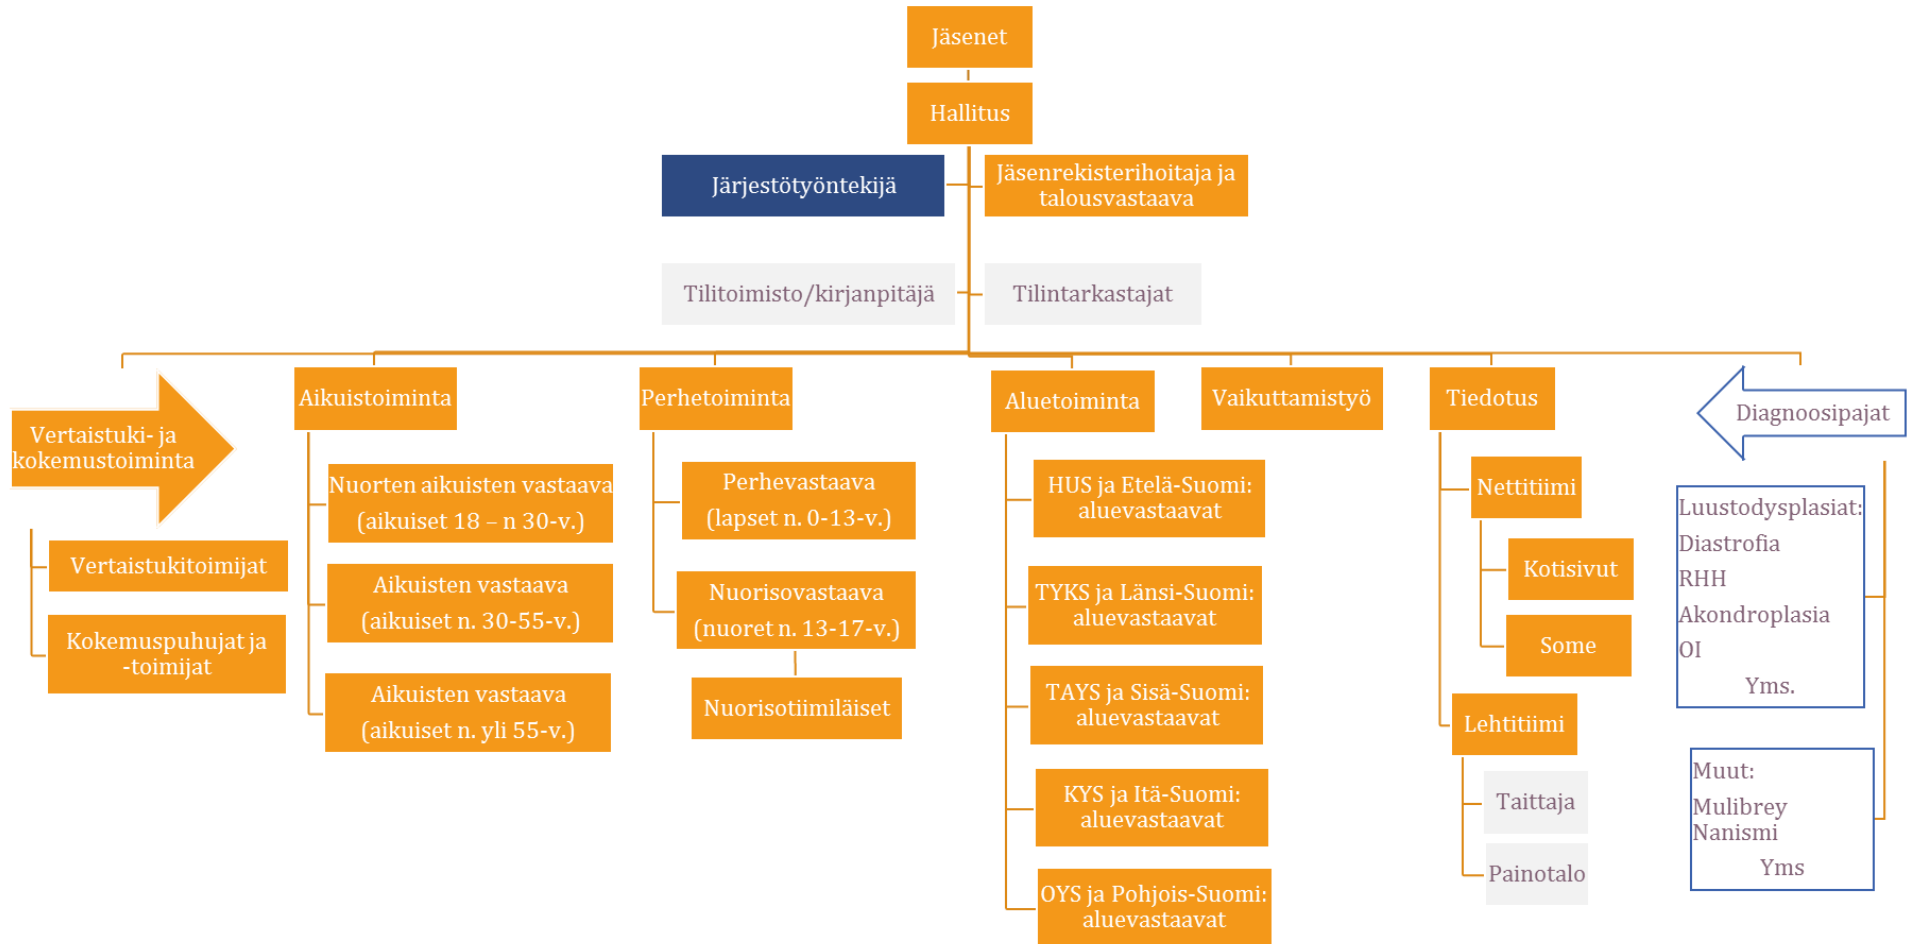 Jäsenet
Hallitus
Järjestötyöntekijä
Jäsenrekisterihoitaja ja
talousvastaava
Tilitoimisto/kirjanpitäjä
Tilintarkastajat
Vertaistuki- ja
kokemustoiminta
Vertaistukitoimijat
Kokemuspuhujat ja
-toimijat
Aikuistoiminta
Nuorten aikuisten vastaava
(aikuiset 18 – n 30-v.)
Aikuisten vastaava
(aikuiset n. 30-55-v.)
Aikuisten vastaava
(aikuiset n. yli 55-v.)
Perhetoiminta
Perhevastaava
(lapset n. 0-13-v.)
Nuorisovastaava
(nuoret n. 13-17-v.)
Nuorisotiimiläiset
Aluetoiminta
HUS ja Etelä-Suomi:
aluevastaavat
TYKS ja Länsi-Suomi:
aluevastaavat
TAYS ja Sisä-Suomi:
aluevastaavat
KYS ja Itä-Suomi:
aluevastaavat
OYS ja Pohjois-Suomi:
aluevastaavat
Vaikuttamistyö
Tiedotus
Nettitiimi
Kotisivut
Some
Lehtitiimi
Taittaja
Painotalo
Diagnoosipajat
Luustodysplasiat:
Diastrofia
RHH
Akondroplasia
OI
Yms.
Muut:
Mulibrey
Nanismi
Yms